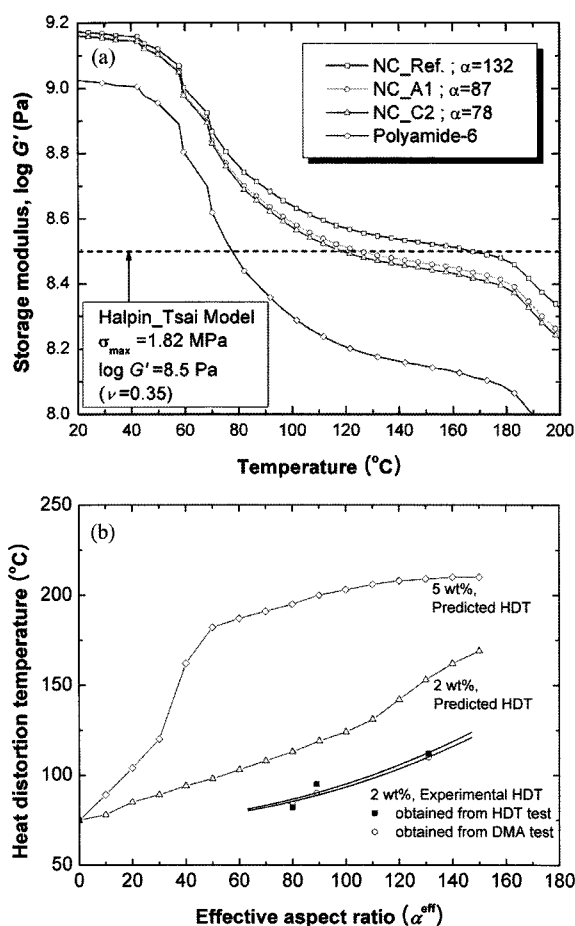 (a)
9.2
9.0
8.8
8.6
8.4
8.2
8.0
Storage modulus, log G' (Pa)
NC_Ref. ; α=132
NC_A1 ; α=87
NC_C2 ; α=78
Polyamide-6
Halpin_Tsai Model
σmax = 1.82 MPa
log G' =8.5 Pa
(ν=0.35)
20 40 60 80 100 120 140 160 180 200
Temperature (°C)
(b)
250
200
150
100
50
Heat distortion temperature (°C)
5 wt%,
Predicted HDT
2 wt%,
Predicted HDT
2 wt%, Experimental HDT
obtained from HDT test
obtained from DMA test
0 20 40 60 80 100 120 140 160 180
Effective aspect ratio (α^eff)